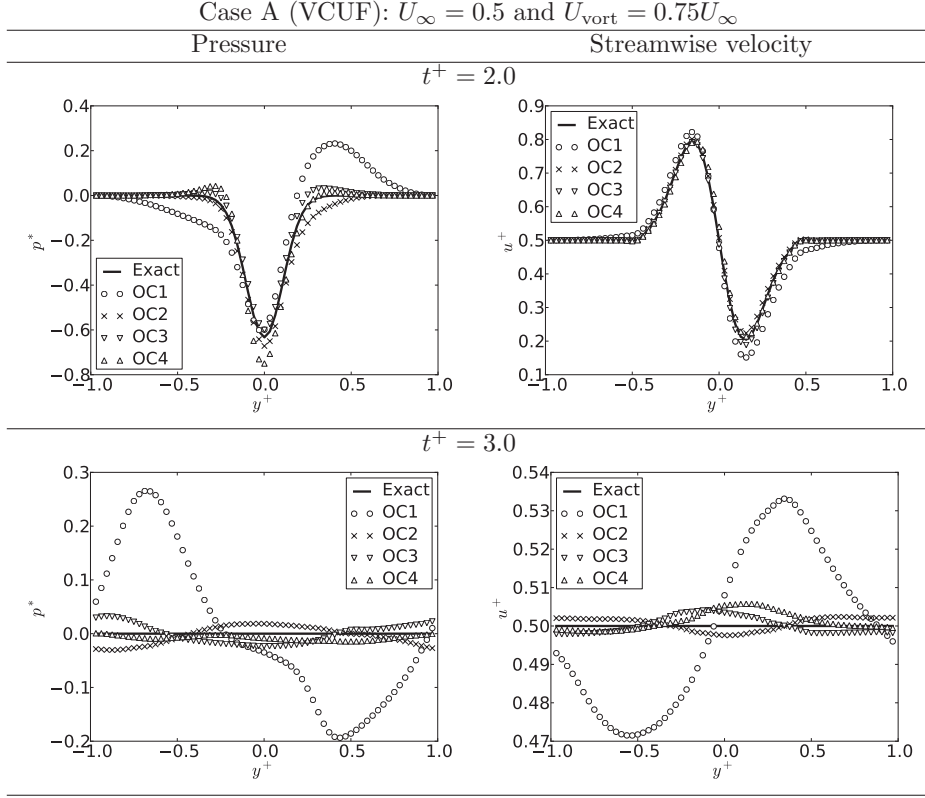 Case A (VCUF): U∞ = 0.5 and U_vort = 0.75U∞
Pressure Streamwise velocity
t⁺ = 2.0
0.4
0.2
0.0
−0.2
−0.4
−0.6
−0.8
p*
Exact
OC1
OC2
OC3
OC4
−1.0 −0.5 0.0 0.5 1.0
y⁺
0.9
0.8
0.7
0.6
0.5
0.4
0.3
0.2
0.1
u⁺
Exact
OC1
OC2
OC3
OC4
−1.0 −0.5 0.0 0.5 1.0
y⁺
t⁺ = 3.0
0.3
0.2
0.1
0.0
−0.1
−0.2
p*
Exact
OC1
OC2
OC3
OC4
−1.0 −0.5 0.0 0.5 1.0
y⁺
0.54
0.53
0.52
0.51
0.50
0.49
0.48
0.47
u⁺
Exact
OC1
OC2
OC3
OC4
−1.0 −0.5 0.0 0.5 1.0
y⁺